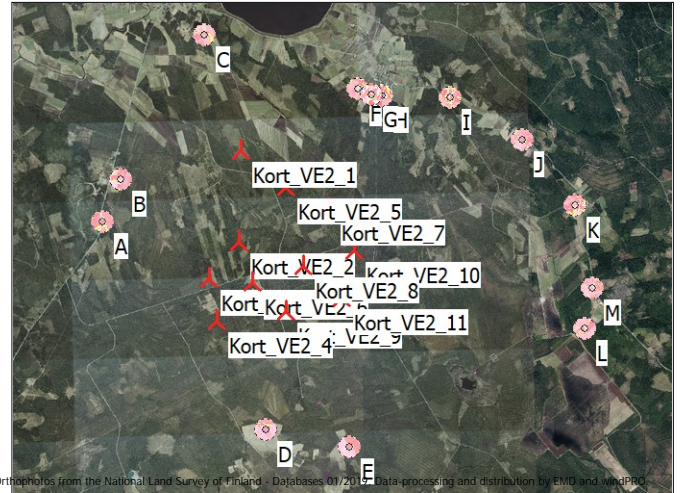 C
F
GH
I
Kort_VE2_1
J
B
Kort_VE2_5
Kort_VE2_7
K
A
Kort_VE2_2
Kort_VE2_10
Kort_VE2_8
M
Kort_VE2_11
Kort_VE2_4
L
D
E
Orthophotos from the National Land Survey of Finland - Databases 01/2019. Data-processing and distribution by EMD and windPRO.